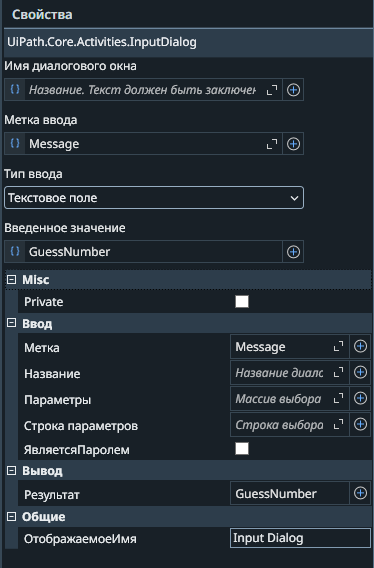 Свойства
UiPath.Core.Activities.InputDialog
Имя диалогового окна
Название. Текст должен быть заключен
Метка ввода
Message
Тип ввода
Текстовое поле
Введенное значение
GuessNumber
Misc
Private
Ввод
Метка Message
Название Название диало
Параметры Массив выбора
Строка параметров Строка выбора
ЯвляетсяПаролем
Вывод
Результат GuessNumber
Общие
ОтображаемоеИмя Input Dialog